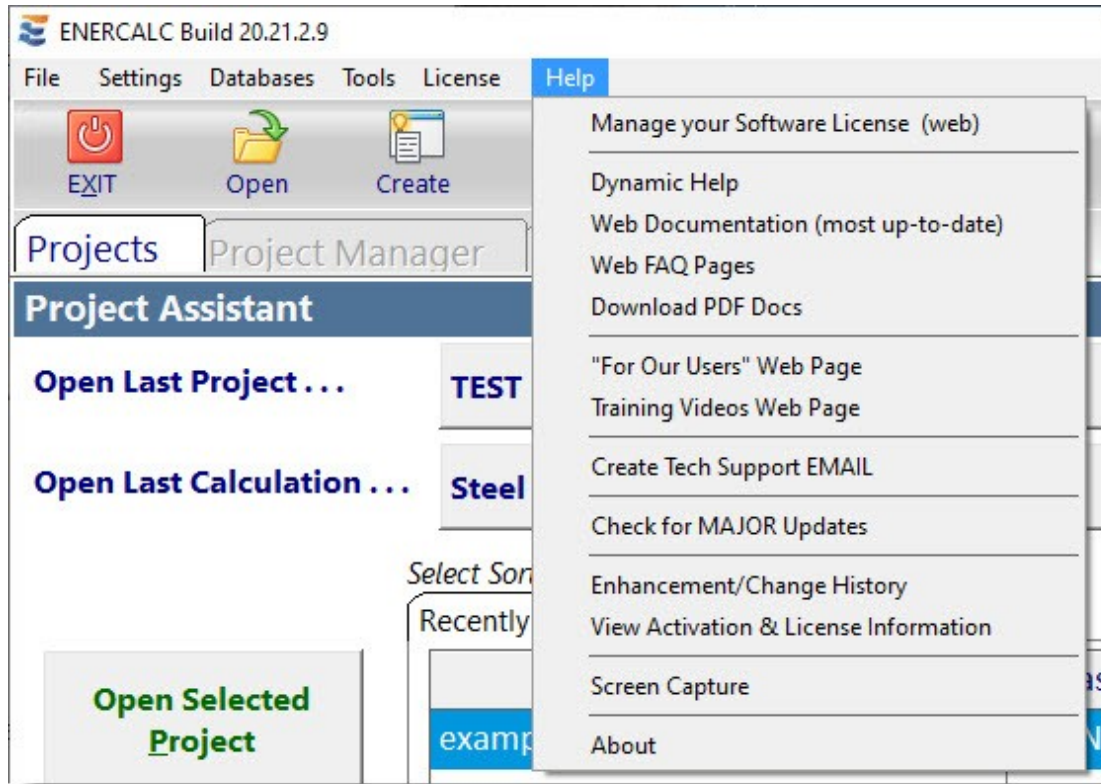 ENERCALC Build 20.21.2.9
File Settings Databases Tools License Help
EXIT Open Create
Projects Project Manager
Project Assistant
Open Last Project . . . TEST
Open Last Calculation . . . Steel
Select Sor
Recently
Open Selected
Project
examp
Manage your Software License (web)
Dynamic Help
Web Documentation (most up-to-date)
Web FAQ Pages
Download PDF Docs
"For Our Users" Web Page
Training Videos Web Page
Create Tech Support EMAIL
Check for MAJOR Updates
Enhancement/Change History
View Activation & License Information
Screen Capture
About